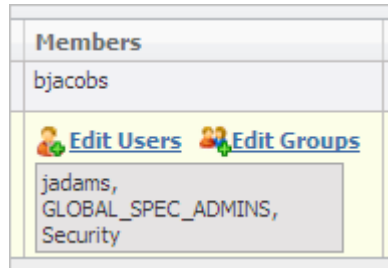 Members
bjacobs
Edit Users Edit Groups
jadams,
GLOBAL_SPEC_ADMINS,
Security